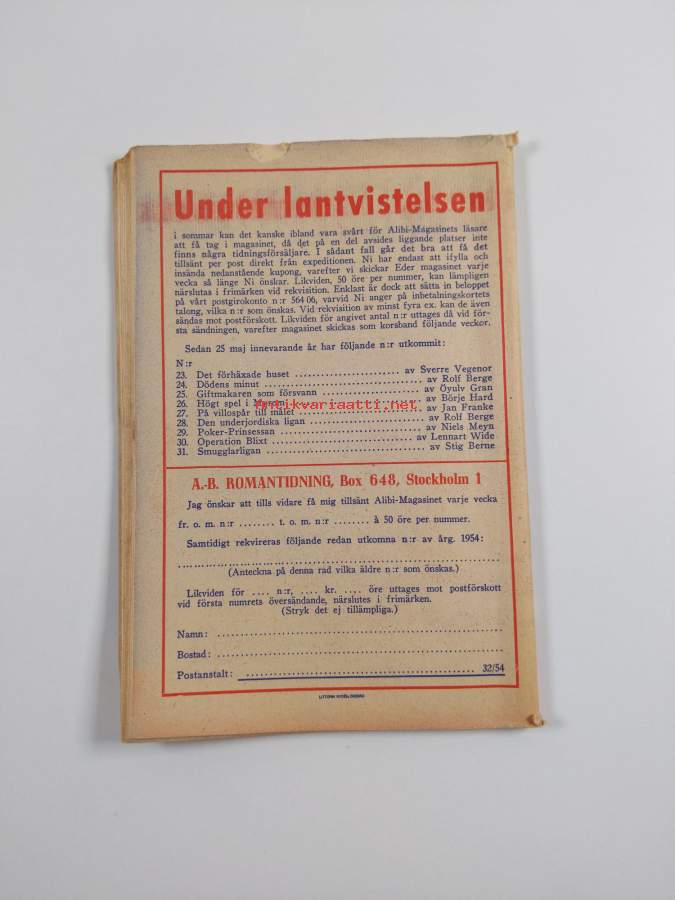 Under lantvistelsen
i sommar kan det kanske ibland vara svårt för Alibi-Magasinets läsare
att få tag i magasinet, då det på en del avsides liggande platser inte
finns några tidningsförsäljare. I sådant fall går det bra att få det
tillsänt per post direkt från expeditionen. Ni har endast att ifylla och
insända nedanstående kupong, varefter vi skickar Eder magasinet varje
vecka så länge Ni önskar. Likviden, 50 öre per nummer, kan lämpligen
närslutas i frimärken vid rekvisition. Enklast är dock att sätta in beloppet
på vårt postgirokonto n:r 564 06, varvid Ni anger på inbetalningskortets
talong, vilka n:r som önskas. Vid rekvisition av minst fyra ex. kan de även
sändas mot postförskott. Likviden för angivet antal n:r uttages då vid för-
sta sändningen, varefter magasinet skickas som korsband följande veckor.
Sedan 25 maj innevarande år har följande n:r utkommit:
N:r
23. Det förhäxade huset ........................ av Sverre Vegenor
24. Dödens minut ........................ av Rolf Berge
25. Giftmakaren som försvann ........................ av Öyulv Gran
26. Högt spel i ........................ av Börje Hard
antikvariaatti.net
27. På villospår till målet ........................ av Jan Franke
28. Den underjordiska ligan ........................ av Rolf Berge
29. Poker-Prinsessan ........................ av Niels Meyn
30. Operation Blixt ........................ av Lennart Wide
31. Smugglarligan ........................ av Stig Berne
A.-B. ROMANTIDNING, Box 648, Stockholm 1
Jag önskar att tills vidare få mig tillsänt Alibi-Magasinet varje vecka
fr. o. m. n:r ........ t. o. m. n:r ........ à 50 öre per nummer.
Samtidigt rekvireras följande redan utkomna n:r av årg. 1954:
................................................
(Anteckna på denna rad vilka äldre n:r som önskas.)
Likviden för .... n:r, .... kr. .... öre uttages mot postförskott
vid första numrets översändande, närslutes i frimärken.
(Stryk det ej tillämpliga.)
Namn: ................................................
Bostad: ................................................
Postanstalt: ................................................ 32/54